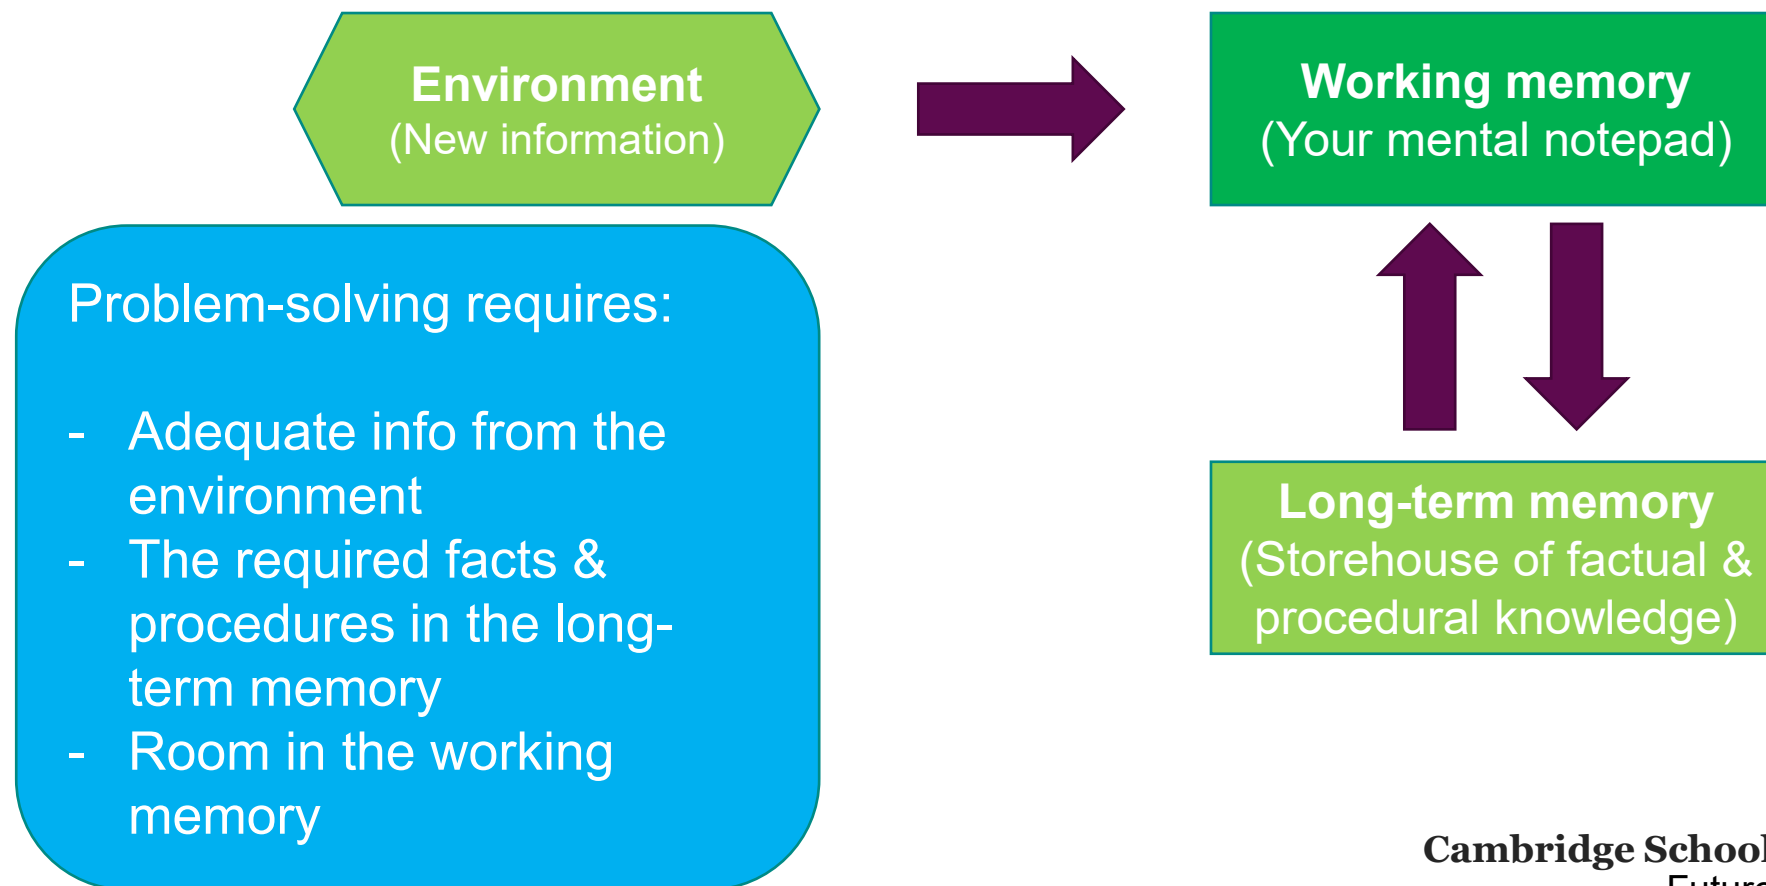 Environment
(New information)
Working memory
(Your mental notepad)
Problem-solving requires:
- Adequate info from the
environment
- The required facts &
procedures in the long-
term memory
- Room in the working
memory
Long-term memory
(Storehouse of factual &
procedural knowledge)
Cambridge School
Future